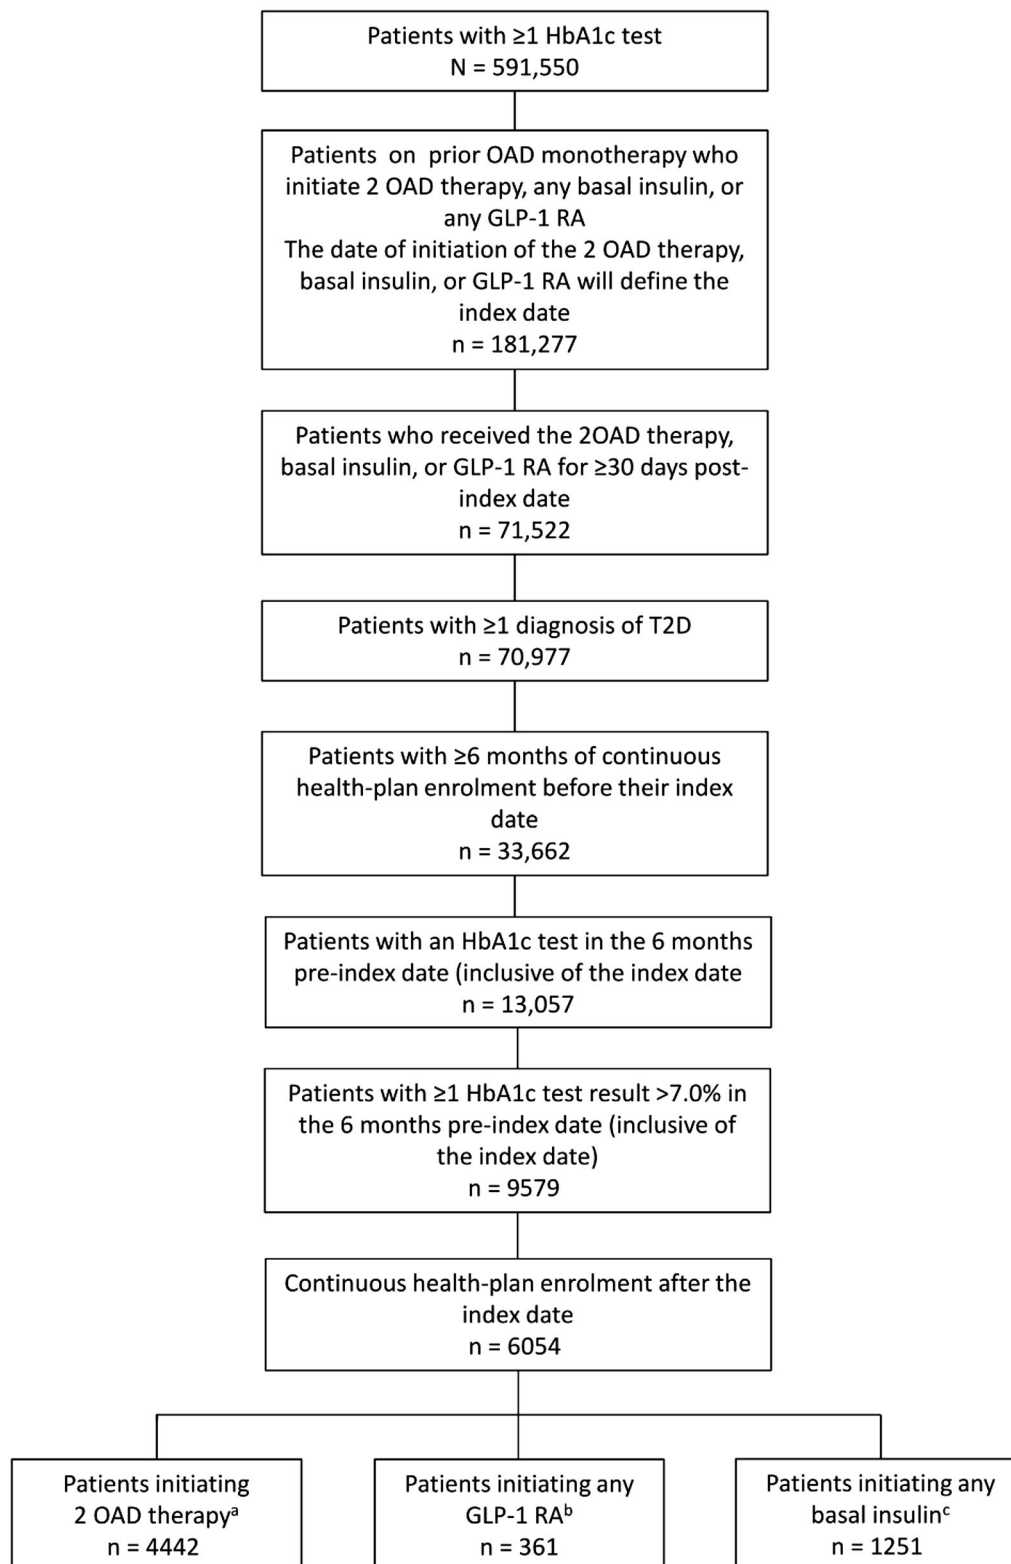 Patients with ≥1 HbA1c test
N = 591,550
Patients on prior OAD monotherapy who
initiate 2 OAD therapy, any basal insulin, or
any GLP-1 RA
The date of initiation of the 2 OAD therapy,
basal insulin, or GLP-1 RA will define the
index date
n = 181,277
Patients who received the 2OAD therapy,
basal insulin, or GLP-1 RA for ≥30 days post-
index date
n = 71,522
Patients with ≥1 diagnosis of T2D
n = 70,977
Patients with ≥6 months of continuous
health-plan enrolment before their index
date
n = 33,662
Patients with an HbA1c test in the 6 months
pre-index date (inclusive of the index date
n = 13,057
Patients with ≥1 HbA1c test result >7.0% in
the 6 months pre-index date (inclusive of
the index date)
n = 9579
Continuous health-plan enrolment after the
index date
n = 6054
Patients initiating
2 OAD therapyᵃ
n = 4442
Patients initiating any
GLP-1 RAᵇ
n = 361
Patients initiating any
basal insulinᶜ
n = 1251